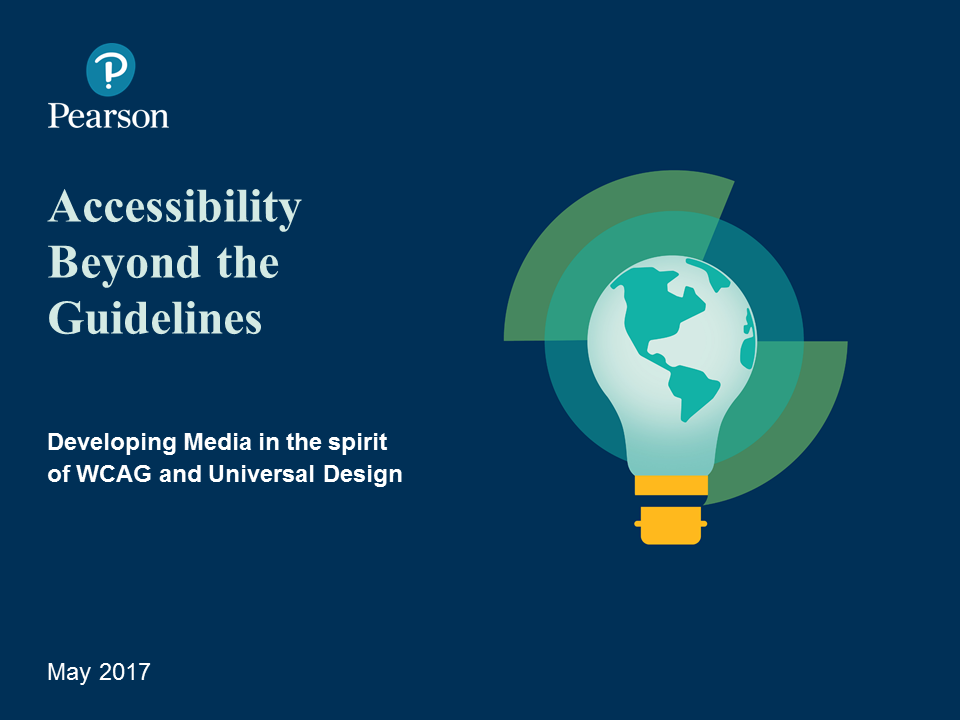 Pearson
Accessibility
Beyond the
Guidelines
Developing Media in the spirit
of WCAG and Universal Design
May 2017